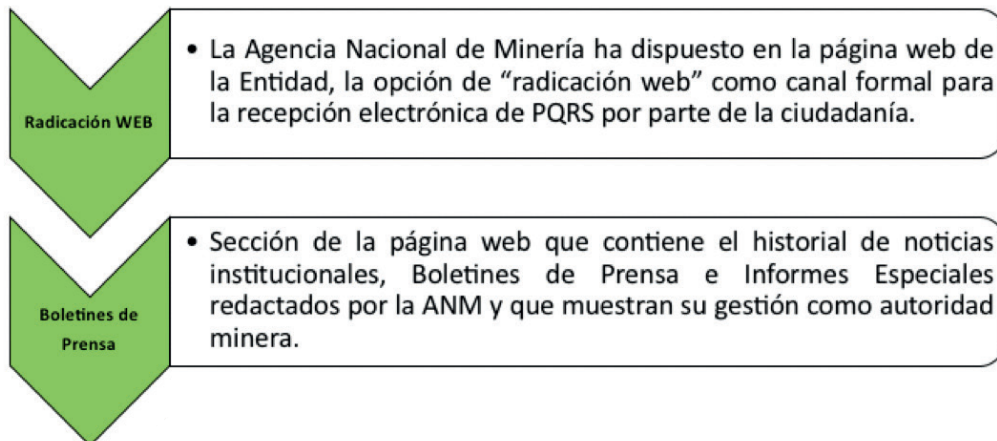 Radicación WEB
• La Agencia Nacional de Minería ha dispuesto en la página web de
la Entidad, la opción de “radicación web” como canal formal para
la recepción electrónica de PQRS por parte de la ciudadanía.
Boletines de
Prensa
• Sección de la página web que contiene el historial de noticias
institucionales, Boletines de Prensa e Informes Especiales
redactados por la ANM y que muestran su gestión como autoridad
minera.